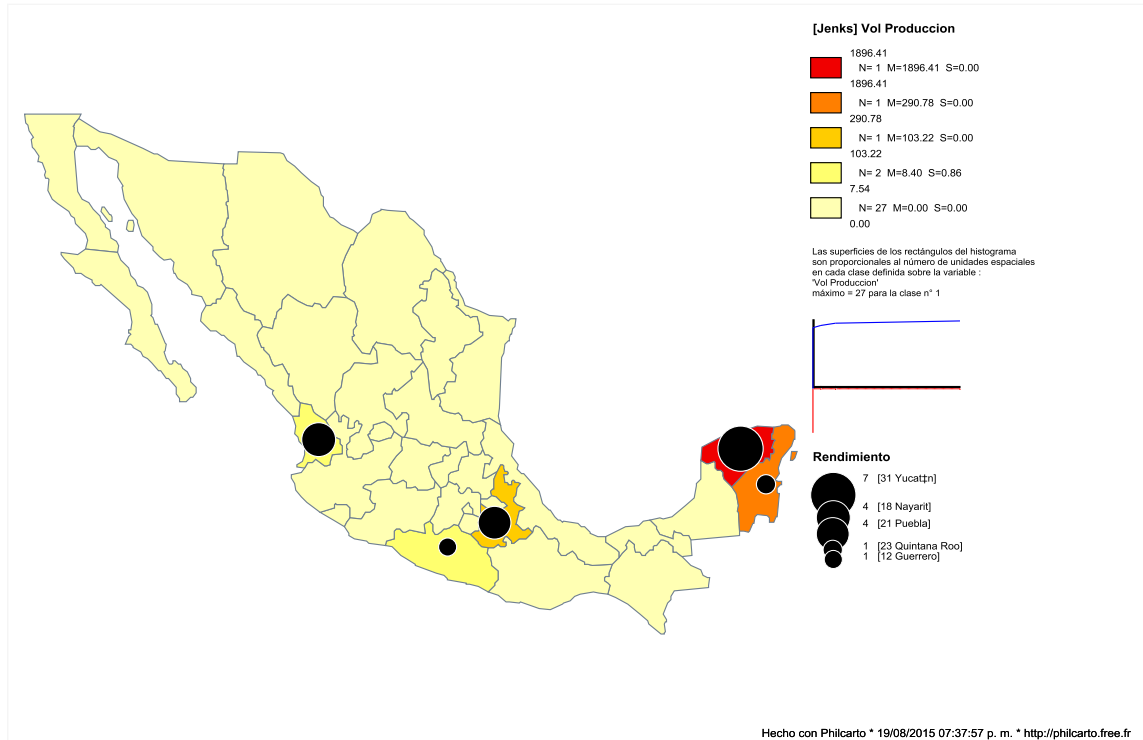 [Jenks] Vol Produccion
1896.41
N= 1 M=1896.41 S=0.00
1896.41
N= 1 M=290.78 S=0.00
290.78
N= 1 M=103.22 S=0.00
103.22
N= 2 M=8.40 S=0.86
7.54
N= 27 M=0.00 S=0.00
0.00
Las superficies de los rectángulos del histograma
son proporcionales al número de unidades espaciales
en cada clase definida sobre la variable :
'Vol Produccion'
máximo = 27 para la clase n° 1
Rendimiento
7 [31 Yucat‡n]
4 [18 Nayarit]
4 [21 Puebla]
1 [23 Quintana Roo]
1 [12 Guerrero]
Hecho con Philcarto * 19/08/2015 07:37:57 p. m. * http://philcarto.free.fr